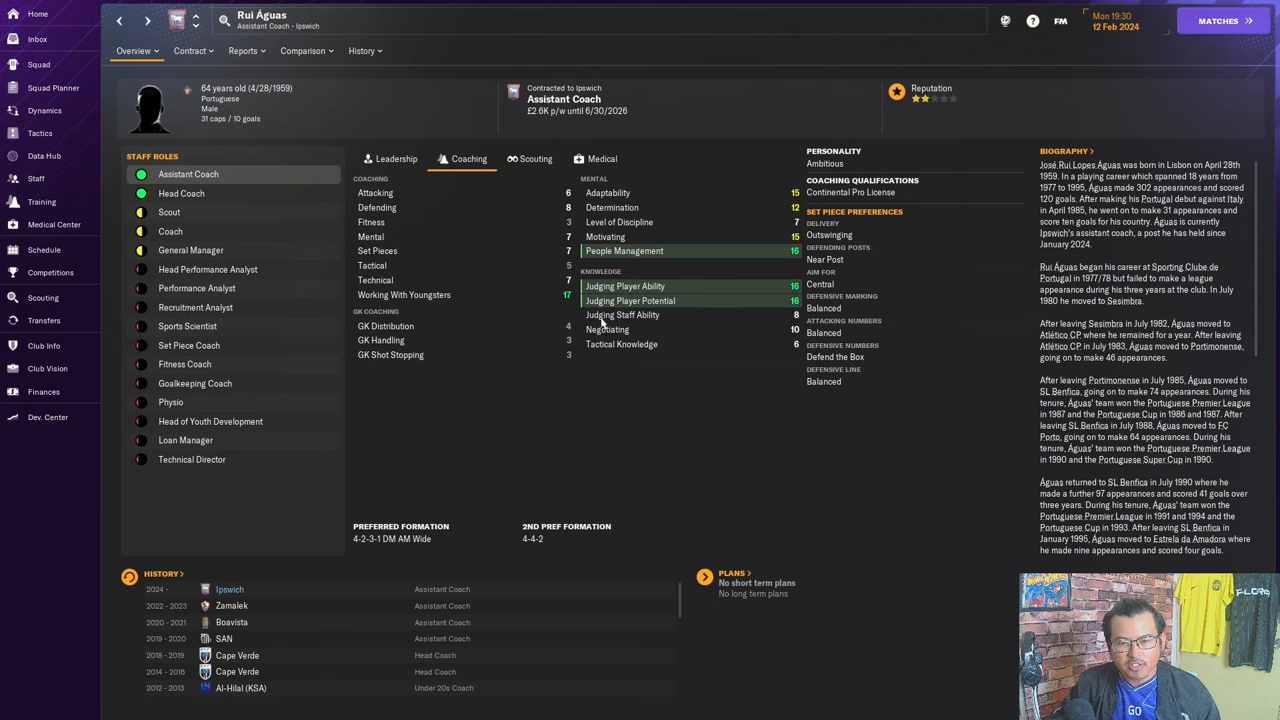 Home
Inbox
Squad
Squad Planner
Dynamics
Tactics
Data Hub
Staff
Training
Medical Center
Schedule
Competitions
Scouting
Transfers
Club Info
Club Vision
Finances
Dev. Center
Rui Águas
Assistant Coach - Ipswich
FM
Mon 19:30
12 Feb 2024
MATCHES
Overview
Contract
Reports
Comparison
History
64 years old (4/28/1959)
Portuguese
Male
31 caps / 10 goals
Contracted to Ipswich
Assistant Coach
£2.6K p/w until 6/30/2026
Reputation
STAFF ROLES
Assistant Coach
Head Coach
Scout
Coach
General Manager
Head Performance Analyst
Performance Analyst
Recruitment Analyst
Sports Scientist
Set Piece Coach
Fitness Coach
Goalkeeping Coach
Physio
Head of Youth Development
Loan Manager
Technical Director
Leadership
Coaching
Scouting
Medical
COACHING
Attacking 6
Defending 8
Fitness 3
Mental 7
Set Pieces 7
Tactical 5
Technical 7
Working With Youngsters 17
GK COACHING
GK Distribution 4
GK Handling 3
GK Shot Stopping 3
MENTAL
Adaptability 15
Determination 12
Level of Discipline 7
Motivating 15
People Management 16
KNOWLEDGE
Judging Player Ability 16
Judging Player Potential 16
Judging Staff Ability 8
Negotiating 10
Tactical Knowledge 6
PREFERRED FORMATION
4-2-3-1 DM AM Wide
2ND PREF FORMATION
4-4-2
PERSONALITY
Ambitious
COACHING QUALIFICATIONS
Continental Pro License
SET PIECE PREFERENCES
DELIVERY
Outswinging
DEFENDING POSTS
Near Post
AIM FOR
Central
DEFENSIVE MARKING
Balanced
ATTACKING NUMBERS
Balanced
DEFENSIVE NUMBERS
Defend the Box
DEFENSIVE LINE
Balanced
BIOGRAPHY
José Rui Lopes Águas was born in Lisbon on April 28th
1959. In a playing career which spanned 18 years from
1977 to 1995, Águas made 302 appearances and scored
120 goals. After making his Portugal debut against Italy
in April 1985, he went on to make 31 appearances and
score ten goals for his country. Águas is currently
Ipswich's assistant coach, a post he has held since
January 2024.
Rui Águas began his career at Sporting Clube de
Portugal in 1977/78 but failed to make a league
appearance during his three years at the club. In July
1980 he moved to Sesimbra.
After leaving Sesimbra in July 1982, Águas moved to
Atlético CP where he remained for a year. After leaving
Atlético CP in July 1983, Águas moved to Portimonense,
going on to make 46 appearances.
After leaving Portimonense in July 1985, Águas moved to
SL Benfica, going on to make 74 appearances. During his
tenure, Águas' team won the Portuguese Premier League
in 1987 and the Portuguese Cup in 1986 and 1987. After
leaving SL Benfica in July 1988, Águas moved to FC
Porto, going on to make 64 appearances. During his
tenure, Águas' team won the Portuguese Premier League
in 1990 and the Portuguese Super Cup in 1990.
Águas returned to SL Benfica in July 1990 where he
made a further 97 appearances and scored 41 goals over
three years. During his tenure, Águas' team won the
Portuguese Premier League in 1991 and 1994 and the
Portuguese Cup in 1993. After leaving SL Benfica in
January 1995, Águas moved to Estrela da Amadora where
he made nine appearances and scored four goals.
HISTORY
2024 - Ipswich Assistant Coach
2022 - 2023 Zamalek Assistant Coach
2020 - 2021 Boavista Assistant Coach
2019 - 2020 SAN Assistant Coach
2018 - 2019 Cape Verde Head Coach
2014 - 2016 Cape Verde Head Coach
2012 - 2013 Al-Hilal (KSA) Under 20s Coach
PLANS
No short term plans
No long term plans
FLORA
GO